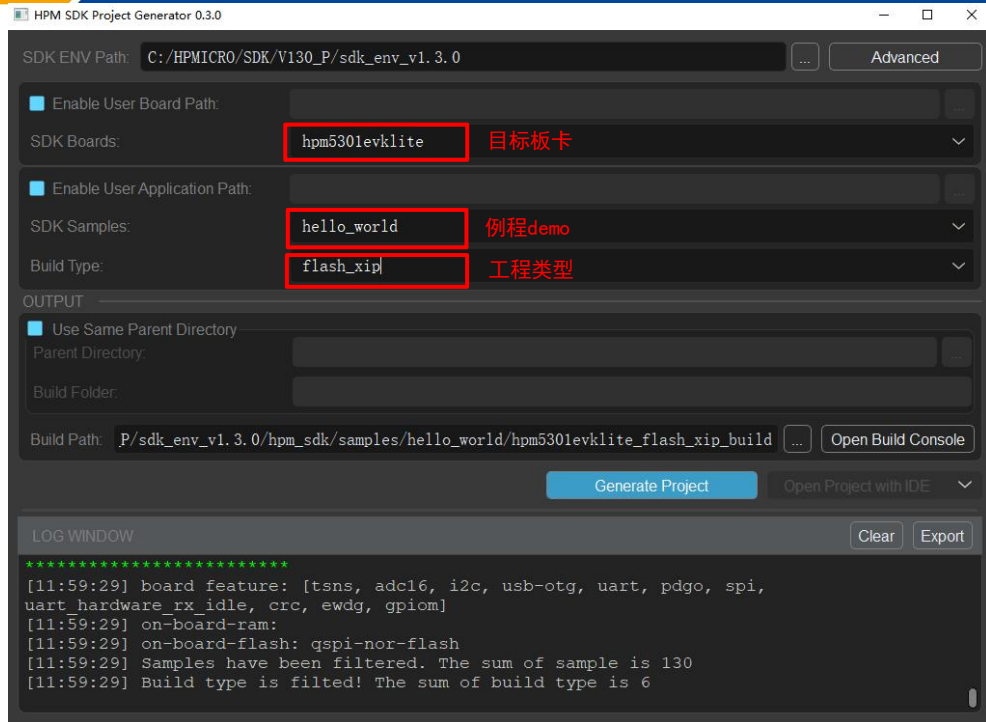 HPM SDK Project Generator 0.3.0
SDK ENV Path: C:/HPMICRO/SDK/V130_P/sdk_env_v1.3.0 ... Advanced
Enable User Board Path: ...
SDK Boards: hpm5301evklite 目标板卡
Enable User Application Path: ...
SDK Samples: hello_world 例程demo
Build Type: flash_xip 工程类型
OUTPUT
Use Same Parent Directory
Parent Directory: ...
Build Folder:
Build Path: P/sdk_env_v1.3.0/hpm_sdk/samples/hello_world/hpm5301evklite_flash_xip_build ... Open Build Console
Generate Project Open Project with IDE
LOG WINDOW Clear Export
*************************
[11:59:29] board feature: [tsns, adc16, i2c, usb-otg, uart, pdgo, spi,
uart_hardware_rx_idle, crc, ewdg, gpiom]
[11:59:29] on-board-ram:
[11:59:29] on-board-flash: qspi-nor-flash
[11:59:29] Samples have been filtered. The sum of sample is 130
[11:59:29] Build type is filted! The sum of build type is 6